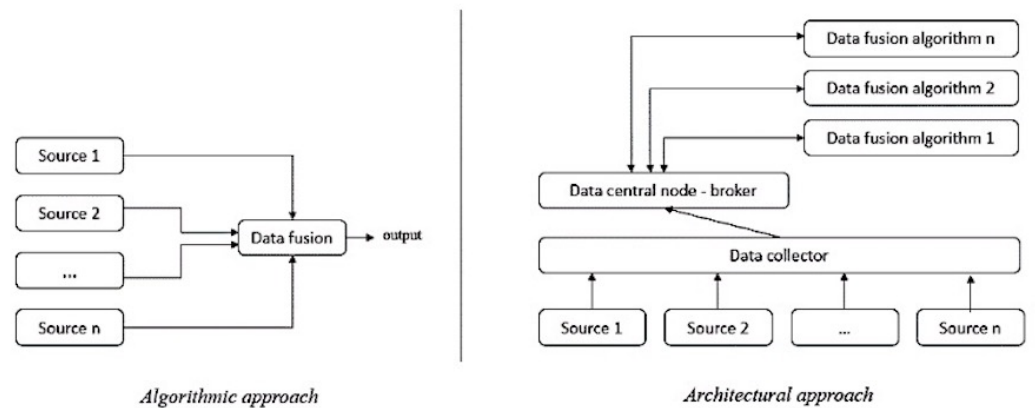 Source 1
Source 2
...
Source n
Data fusion
output
Algorithmic approach
Data fusion algorithm n
Data fusion algorithm 2
Data fusion algorithm 1
Data central node - broker
Data collector
Source 1
Source 2
...
Source n
Architectural approach